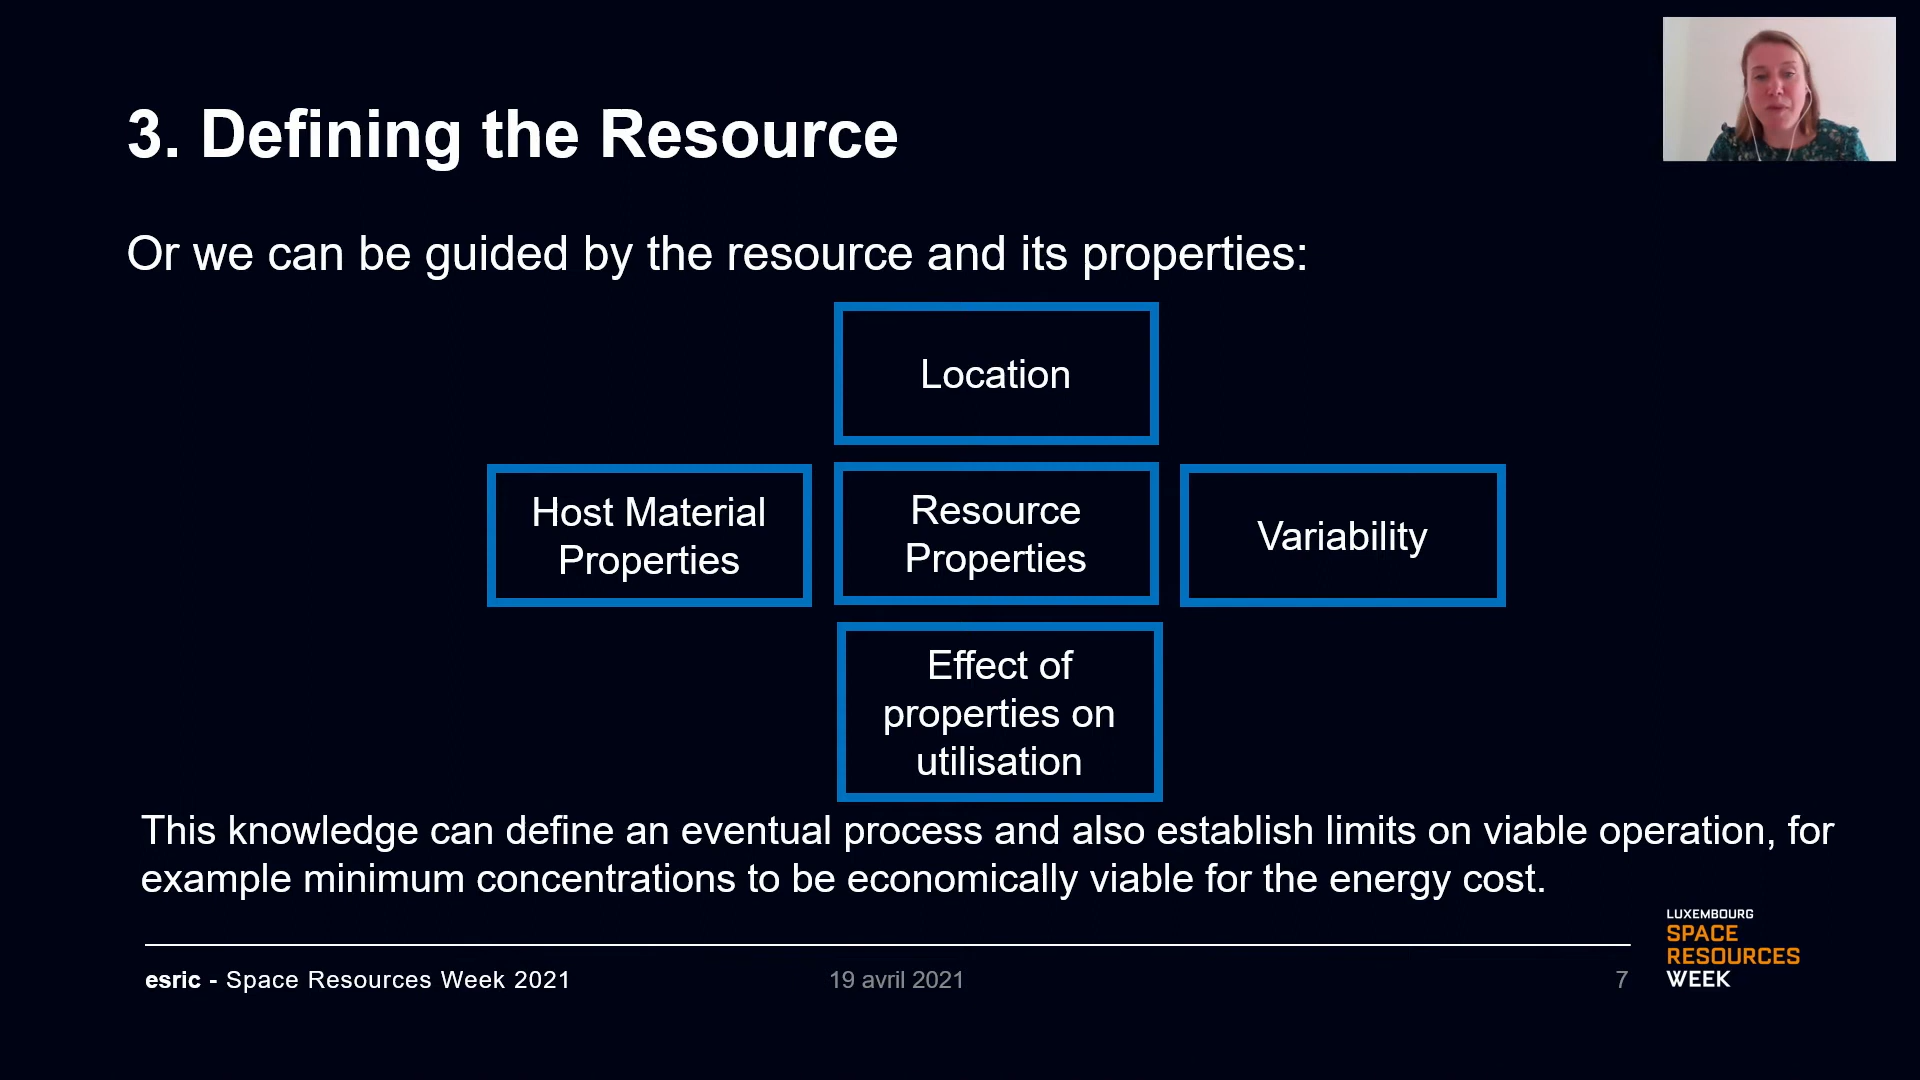 3. Defining the Resource
Or we can be guided by the resource and its properties:
Location
Host Material
Properties
Resource
Properties
Variability
Effect of
properties on
utilisation
This knowledge can define an eventual process and also establish limits on viable operation, for
example minimum concentrations to be economically viable for the energy cost.
esric - Space Resources Week 2021
19 avril 2021
7
LUXEMBOURG
SPACE
RESOURCES
WEEK